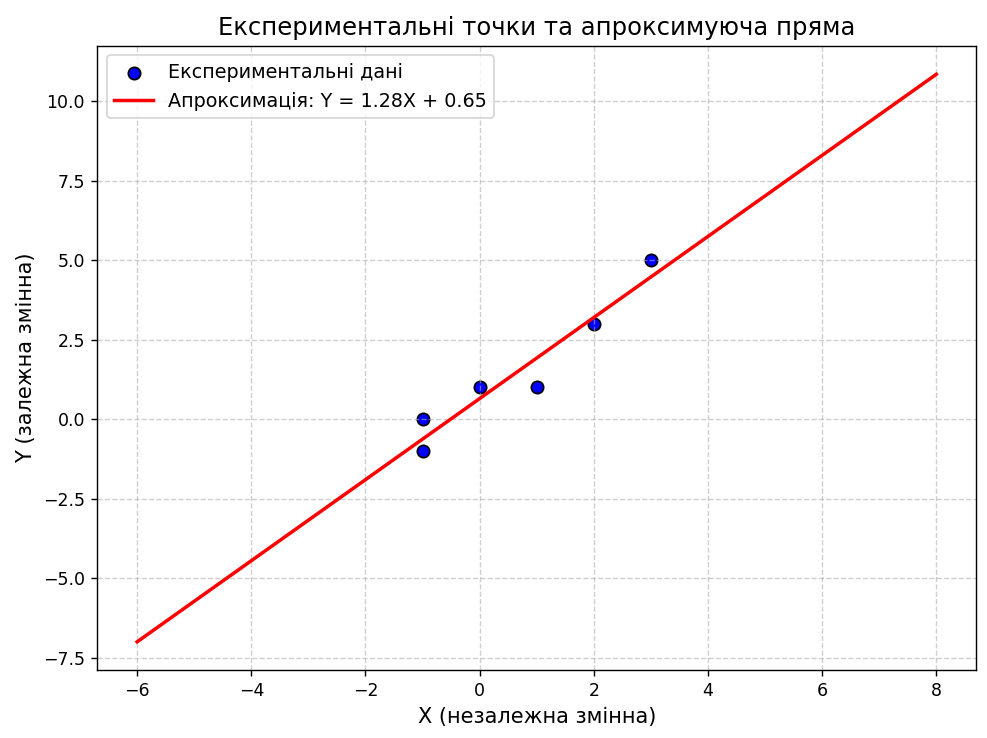 Експериментальні точки та апроксимуюча пряма
Експериментальні дані
Апроксимація: Y = 1.28X + 0.65
Y (залежна змінна)
10.0
7.5
5.0
2.5
0.0
−2.5
−5.0
−7.5
−6 −4 −2 0 2 4 6 8
X (незалежна змінна)